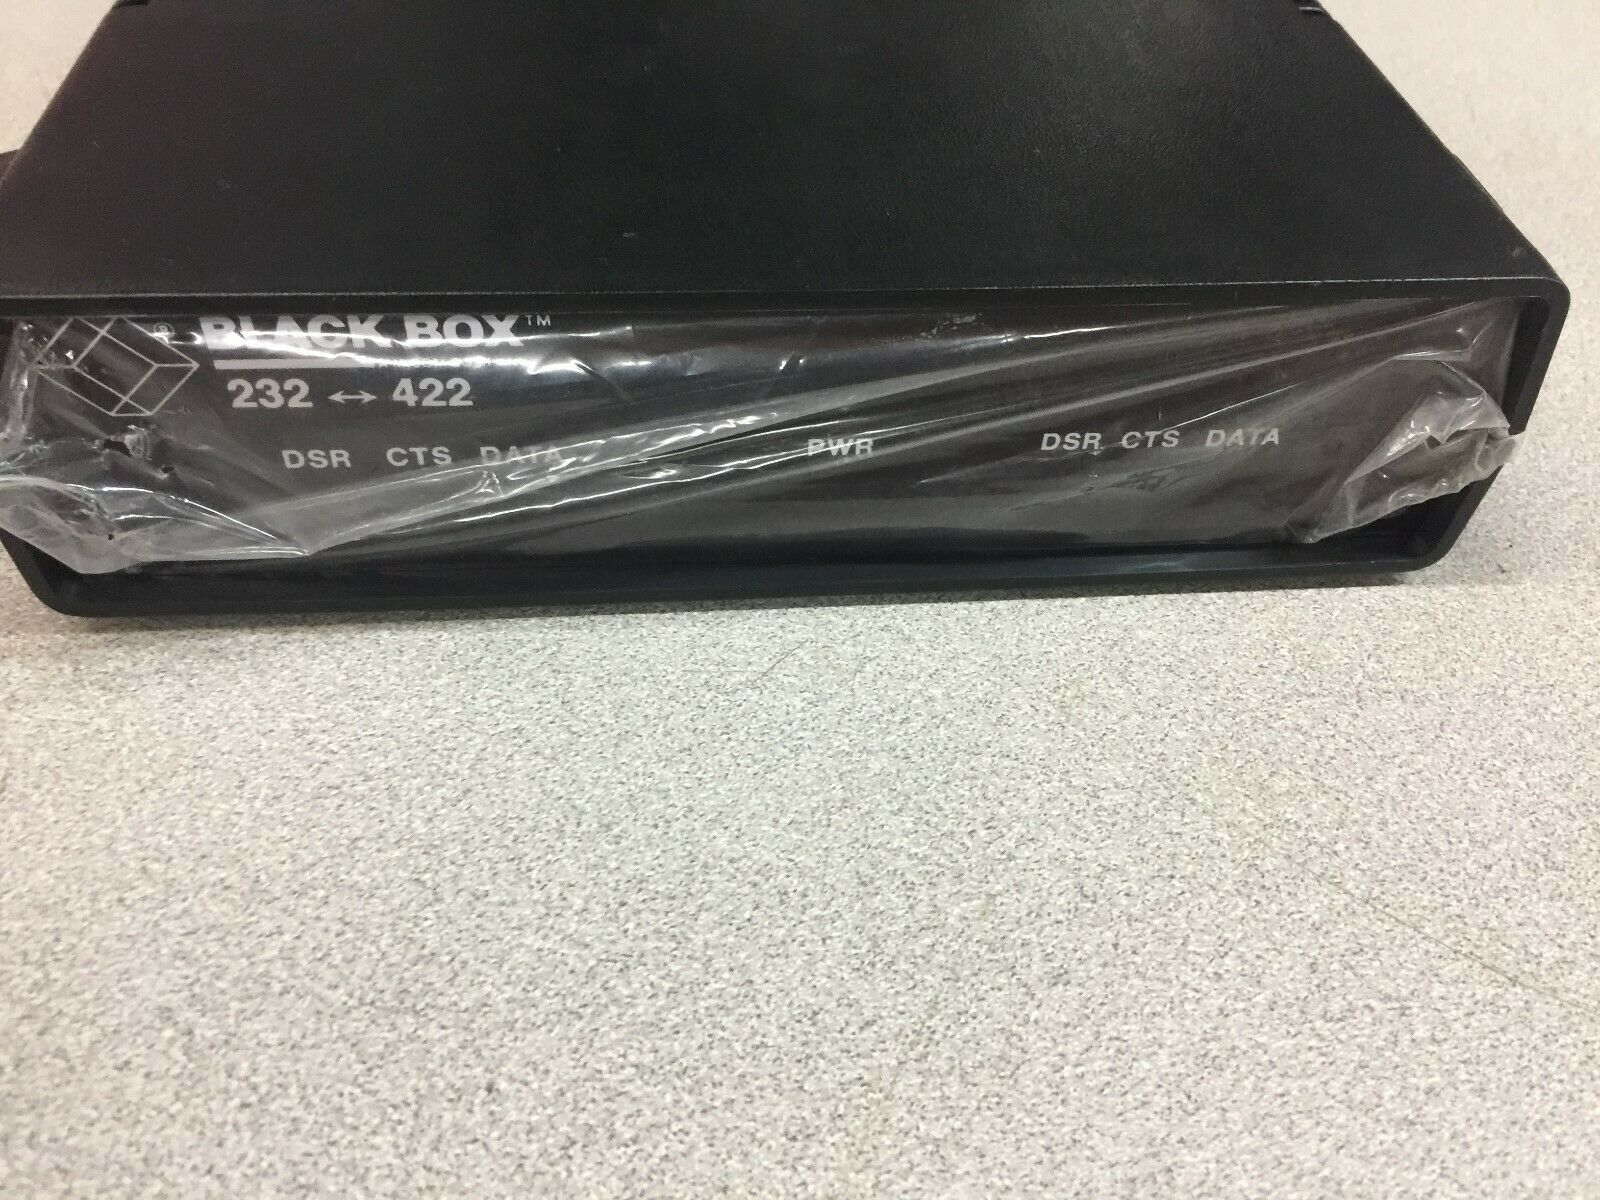 ® BLACK BOX™
232 ↔ 422
DSR CTS DATA PWR DSR CTS DATA